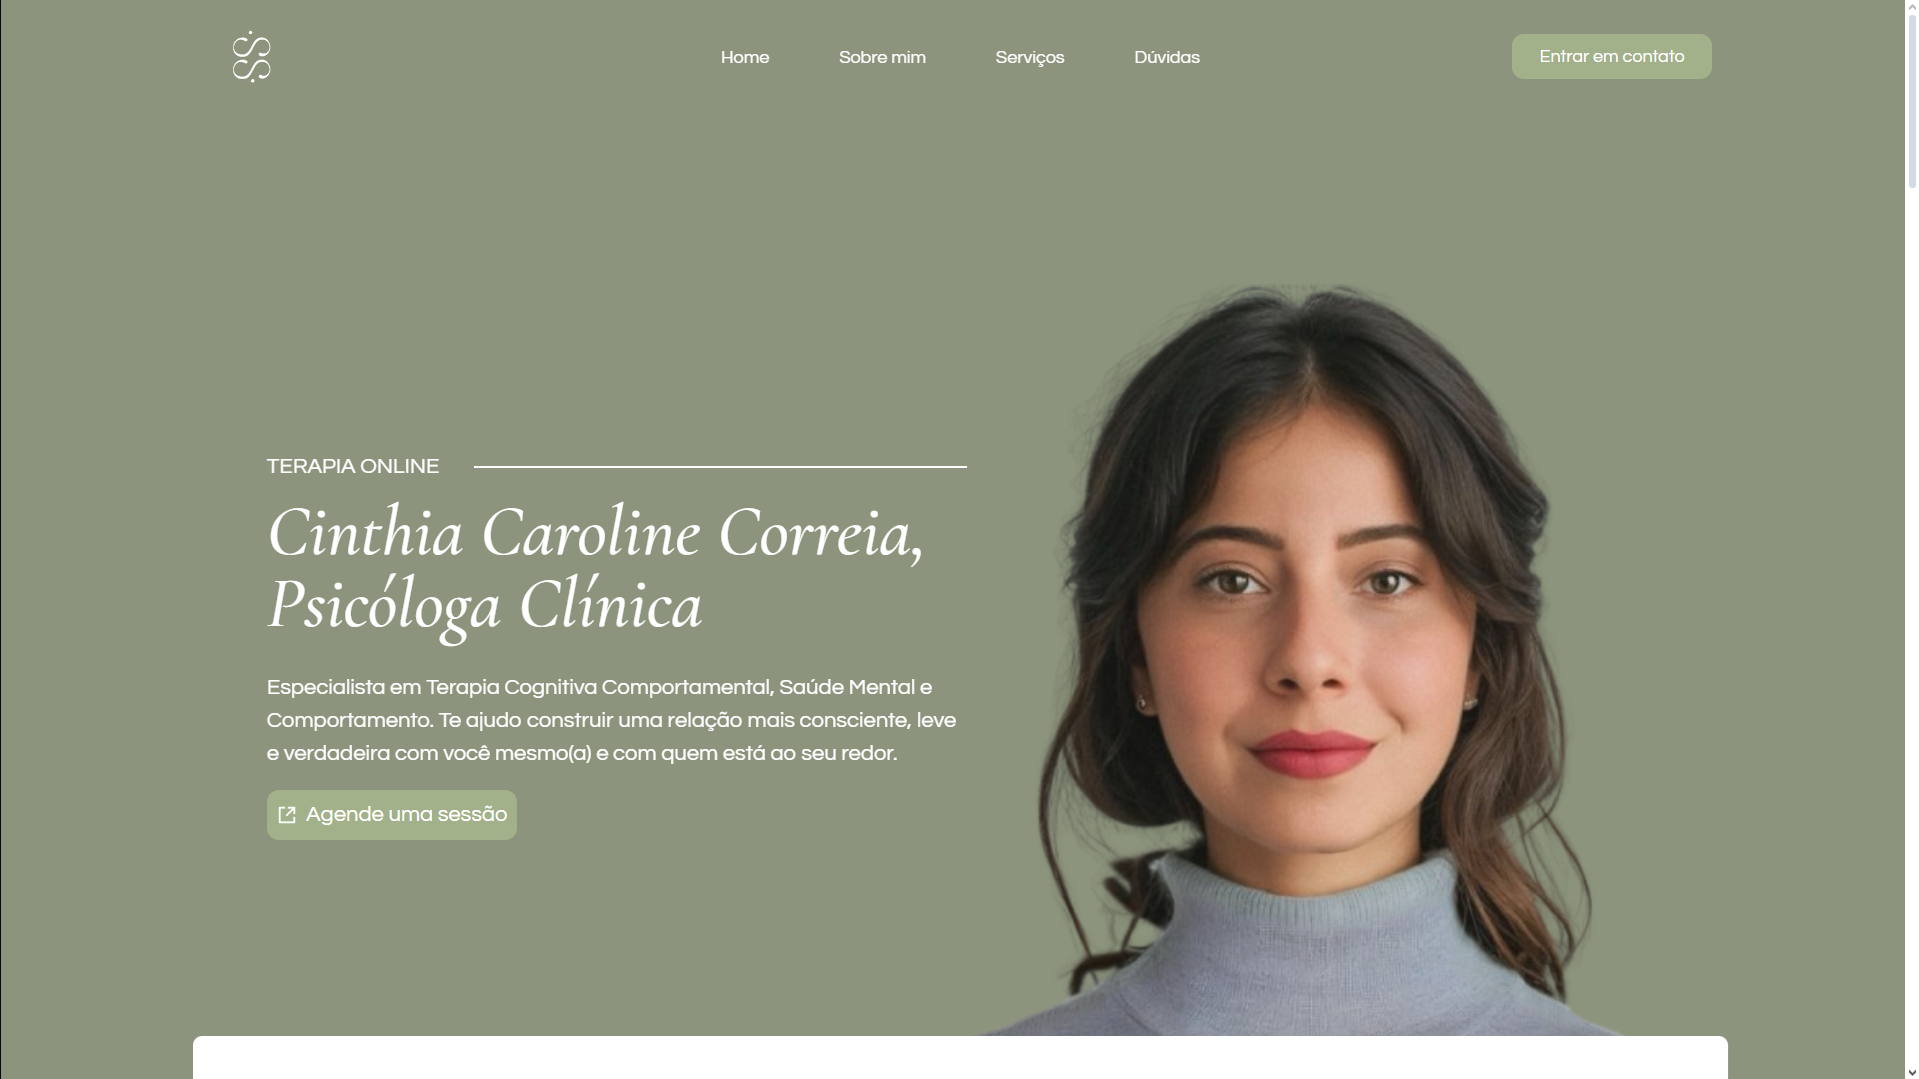 Home
Sobre mim
Serviços
Dúvidas
Entrar em contato
TERAPIA ONLINE
Cinthia Caroline Correia,
Psicóloga Clínica
Especialista em Terapia Cognitiva Comportamental, Saúde Mental e
Comportamento. Te ajudo construir uma relação mais consciente, leve
e verdadeira com você mesmo(a) e com quem está ao seu redor.
Agende uma sessão